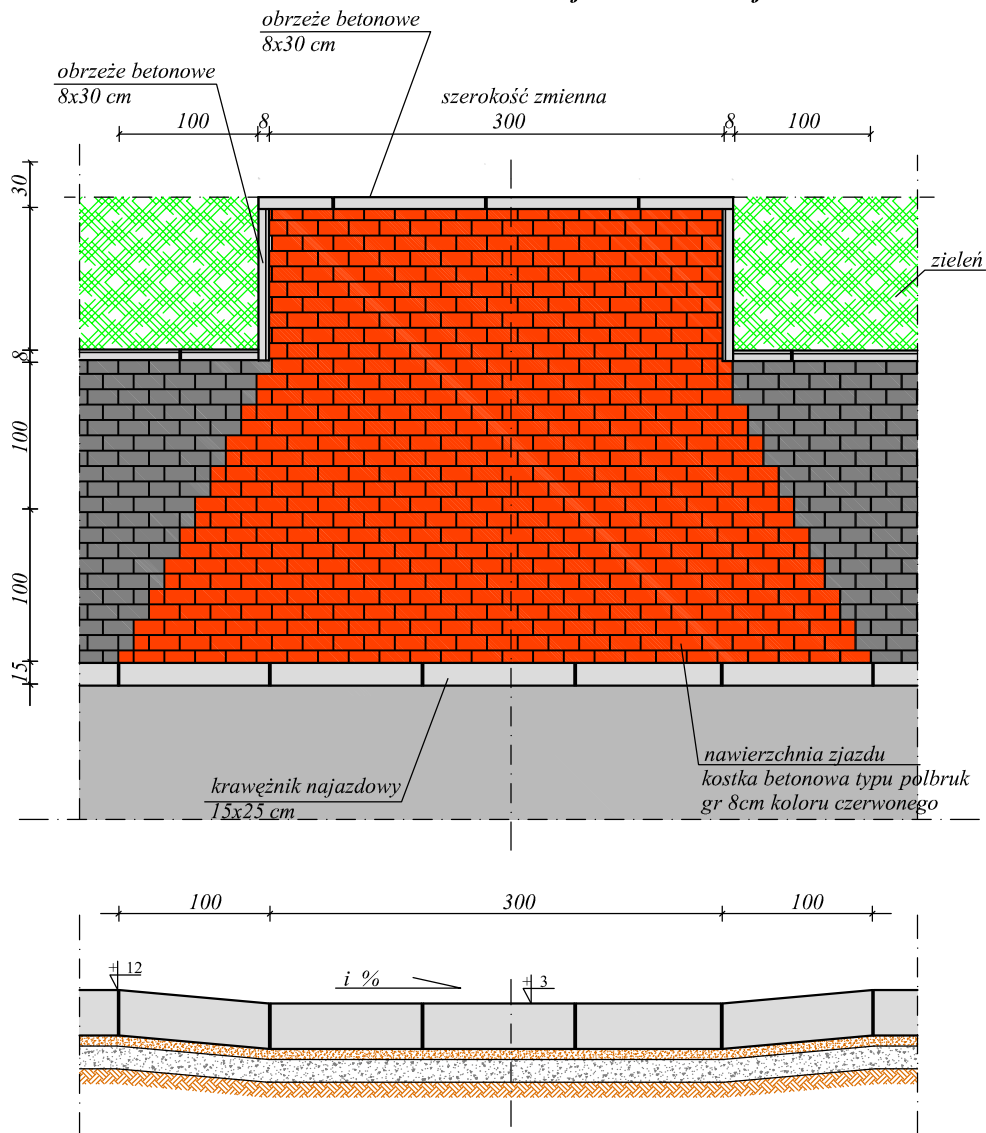 obrzeże betonowe
8x30 cm
obrzeże betonowe
8x30 cm
szerokość zmienna
100
8
300
8
100
30
8
100
100
15
zieleń
krawężnik najazdowy
15x25 cm
nawierzchnia zjazdu
kostka betonowa typu polbruk
gr 8cm koloru czerwonego
100
300
100
+ 12
i %
+ 3